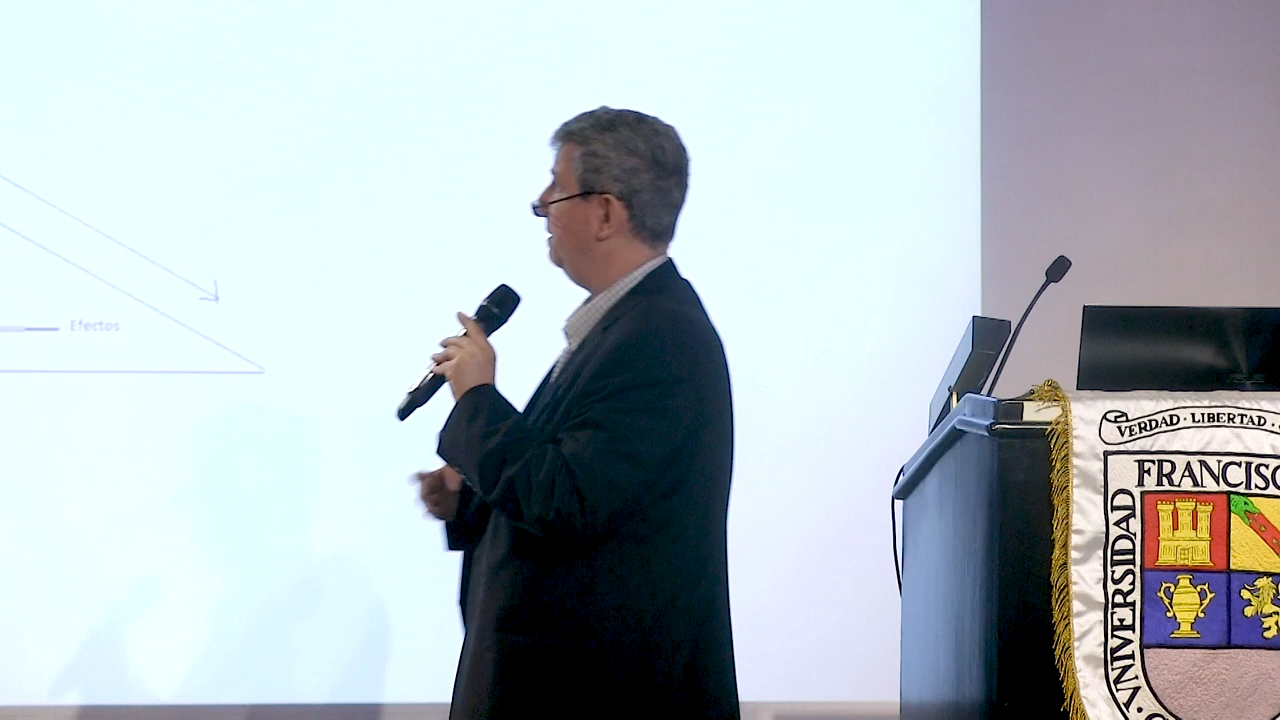 Efectos
VERDAD · LIBERTAD ·
FRANCISC
UNIVERSIDAD